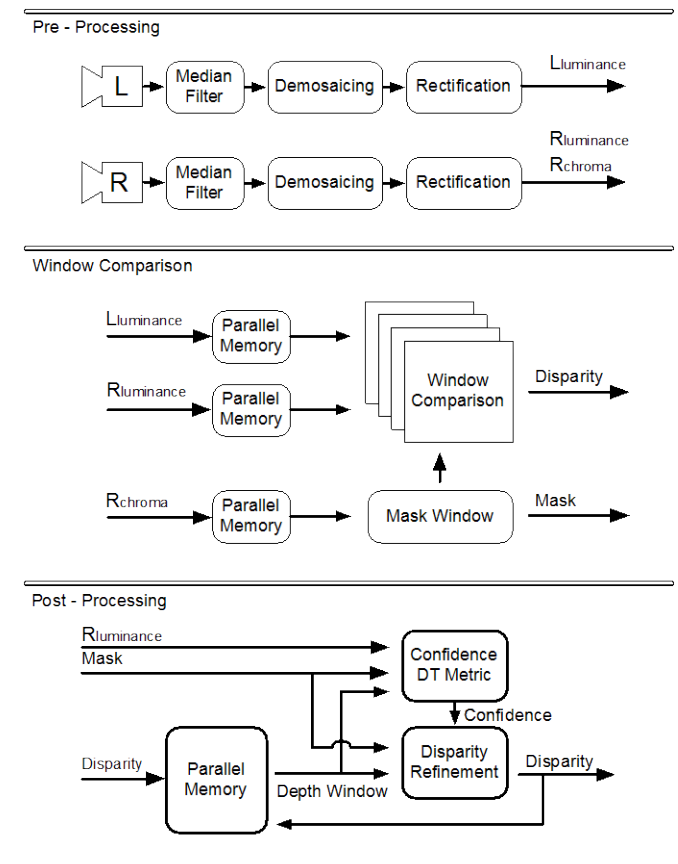 Pre - Processing
L
Median
Filter
Demosaicing
Rectification
Lluminance
R
Median
Filter
Demosaicing
Rectification
Rluminance
Rchroma
Window Comparison
Lluminance
Parallel
Memory
Rluminance
Parallel
Memory
Window
Comparison
Disparity
Rchroma
Parallel
Memory
Mask Window
Mask
Post - Processing
Rluminance
Mask
Confidence
DT Metric
Confidence
Disparity
Parallel
Memory
Depth Window
Disparity
Refinement
Disparity